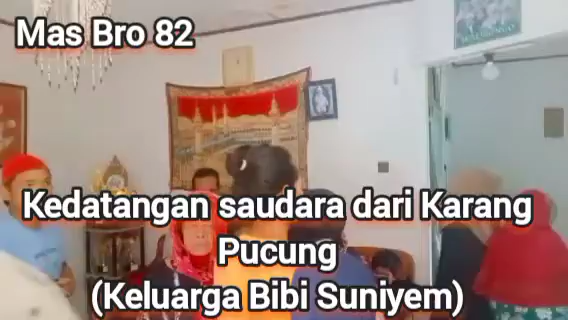 Mas Bro 82
Kedatangan saudara dari Karang
Pucung
(Keluarga Bibi Suniyem)